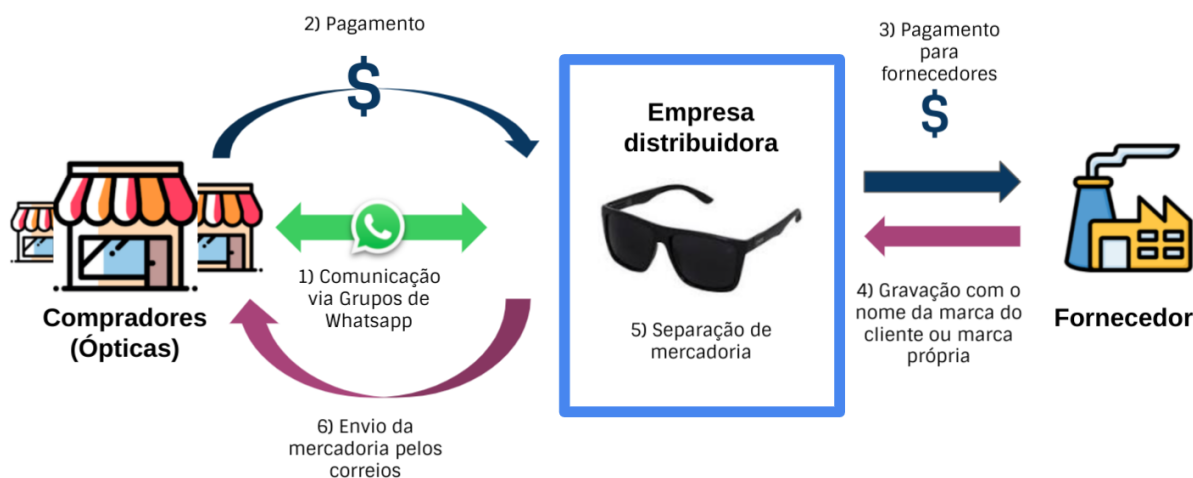 2) Pagamento
$
3) Pagamento
para
fornecedores
$
Empresa
distribuidora
1) Comunicação
via Grupos de
Whatsapp
Compradores
(Ópticas)
5) Separação de
mercadoria
4) Gravação com o
nome da marca do
cliente ou marca
própria
Fornecedor
6) Envio da
mercadoria pelos
correios